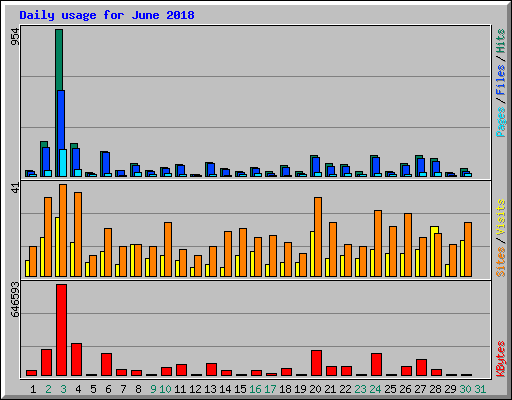 Daily usage for June 2018
954
Pages / Files / Hits
41
Sites / Visits
646593
KBytes
1 2 3 4 5 6 7 8 9 10 11 12 13 14 15 16 17 18 19 20 21 22 23 24 25 26 27 28 29 30 31